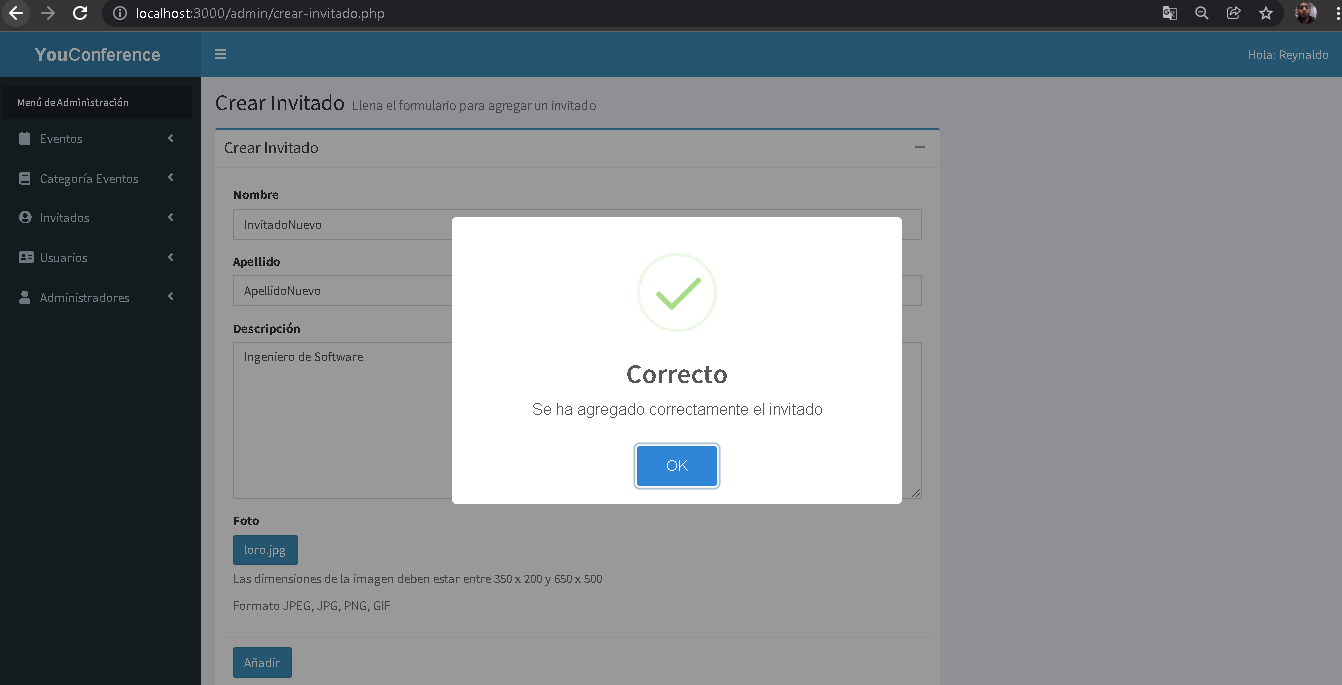 localhost:3000/admin/crear-invitado.php
YouConference
Hola: Reynaldo
Menú de Administración
Eventos
Categoría Eventos
Invitados
Usuarios
Administradores
Crear Invitado Llena el formulario para agregar un invitado
Crear Invitado
Nombre
InvitadoNuevo
Apellido
ApellidoNuevo
Descripción
Ingeniero de Software
Correcto
Se ha agregado correctamente el invitado
OK
Foto
loro.jpg
Las dimensiones de la imagen deben estar entre 350 x 200 y 650 x 500
Formato JPEG, JPG, PNG, GIF
Añadir